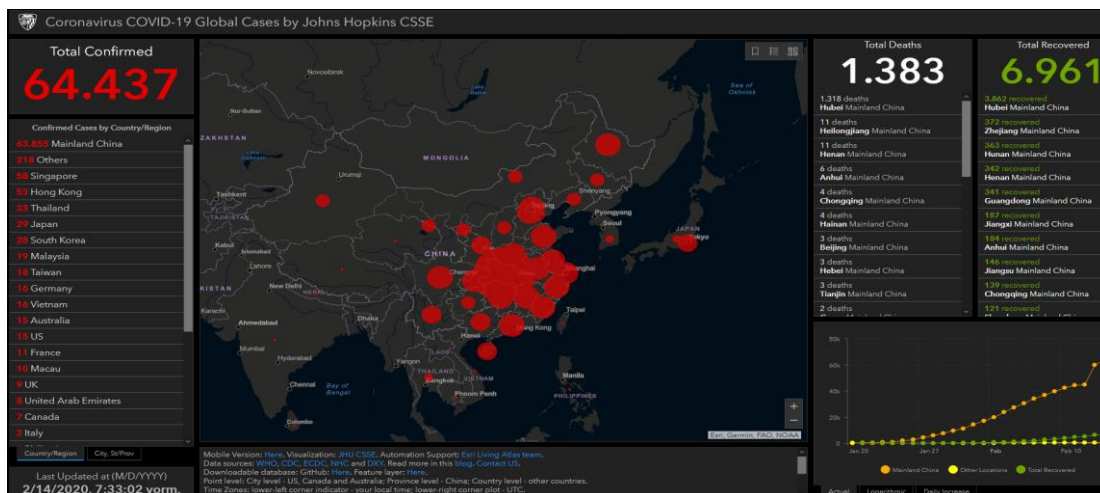 Coronavirus COVID-19 Global Cases by Johns Hopkins CSSE
Total Confirmed
64.437
Confirmed Cases by Country/Region
63.855 Mainland China
218 Others
58 Singapore
53 Hong Kong
33 Thailand
29 Japan
28 South Korea
19 Malaysia
18 Taiwan
16 Germany
16 Vietnam
15 Australia
15 US
11 France
10 Macau
9 UK
8 United Arab Emirates
7 Canada
3 Italy
Country/Region
City, St/Prov
Last Updated at (M/D/YYYY)
2/14/2020, 7:33:02 vorm.
Novosibirsk
Sea of
Okhotsk
Nur-Sultan
ZAKHSTAN
MONGOLIA
Urumqi
Tashkent
TAJIKISTAN
Shenyang
Beijing
Pyongyang
Seoul
JAPAN
Tokyo
Kabul
Islamabad
CHINA
Lahore
Shanghai
KISTAN
New Delhi
NEPAL
Karachi
Taipei
Ahmedabad
Dhaka
Hong Kong
Hanoi
Mumbai
LAOS
Hyderabad
Yangon
THAILAND
VIETNAM
Manila
Chennai
Bay of
Bengal
Bangkok
Phnom Penh
PHILIPPINES
Colombo
+
−
Esri, Garmin, FAO, NOAA
Mobile Version: Here. Visualization: JHU CSSE. Automation Support: Esri Living Atlas team.
Data sources: WHO, CDC, ECDC, NHC and DXY. Read more in this blog. Contact US.
Downloadable database: GitHub: Here. Feature layer: Here.
Point level: City level - US, Canada and Australia; Province level - China; Country level - other countries.
Time Zones: lower-left corner indicator - your local time; lower-right corner plot - UTC.
Total Deaths
1.383
1.318 deaths
Hubei Mainland China
11 deaths
Heilongjiang Mainland China
11 deaths
Henan Mainland China
6 deaths
Anhui Mainland China
4 deaths
Chongqing Mainland China
4 deaths
Hainan Mainland China
3 deaths
Beijing Mainland China
3 deaths
Hebei Mainland China
3 deaths
Tianjin Mainland China
2 deaths
Total Recovered
6.961
3.862 recovered
Hubei Mainland China
372 recovered
Zhejiang Mainland China
363 recovered
Hunan Mainland China
342 recovered
Henan Mainland China
341 recovered
Guangdong Mainland China
187 recovered
Jiangxi Mainland China
184 recovered
Anhui Mainland China
146 recovered
Jiangsu Mainland China
139 recovered
Chongqing Mainland China
121 recovered
40k
20k
0
Jan 20
Jan 27
Feb
Feb 10
Mainland China
Other Locations
Total Recovered
Actual
Logarithmic
Daily Increase